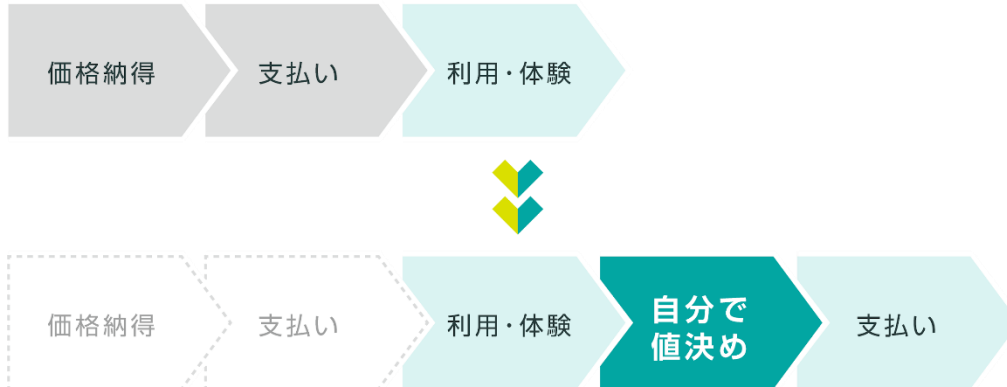 価格納得
支払い
利用・体験
価格納得
支払い
利用・体験
自分で
値決め
支払い